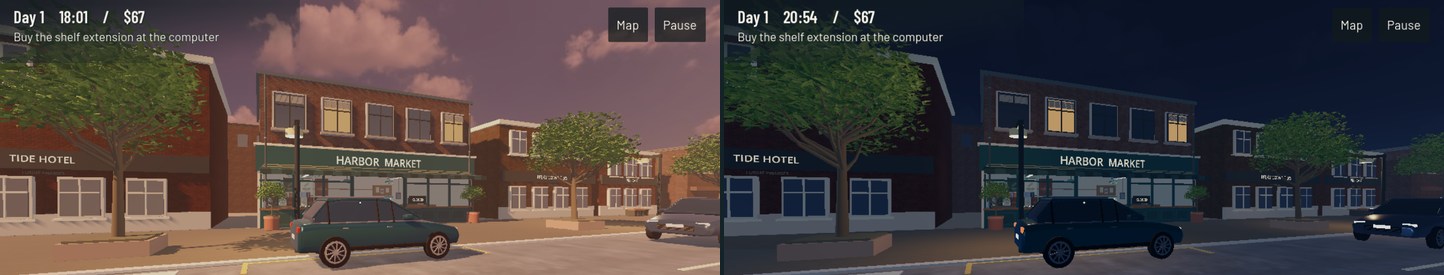 Day 1 18:01 / $67
Buy the shelf extension at the computer
Map
Pause
TIDE HOTEL
HARBOR MARKET
Day 1 20:54 / $67
Buy the shelf extension at the computer
Map
Pause
TIDE HOTEL
HARBOR MARKET